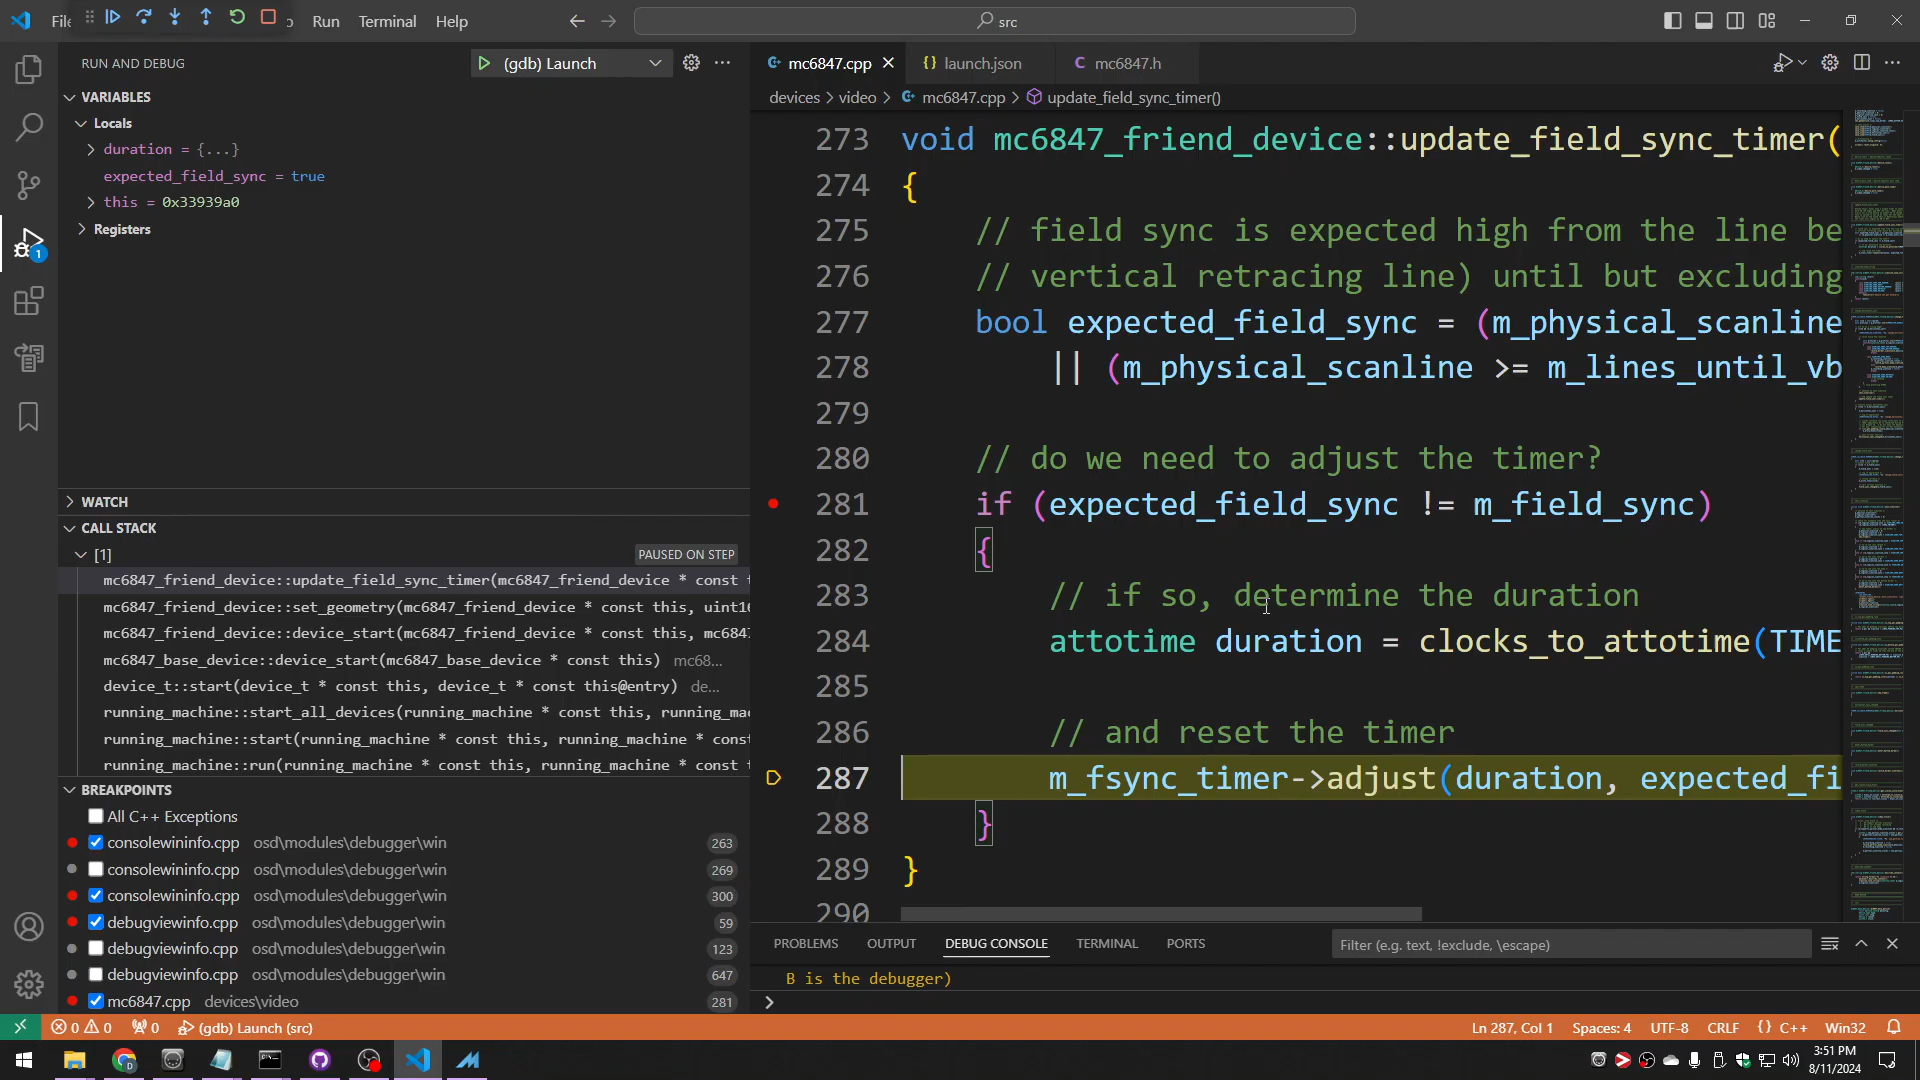 Run Terminal Help
src
RUN AND DEBUG
(gdb) Launch
VARIABLES
Locals
duration = {...}
expected_field_sync = true
this = 0x33939a0
Registers
WATCH
CALL STACK
[1]
PAUSED ON STEP
mc6847_friend_device::update_field_sync_timer(mc6847_friend_device * const
mc6847_friend_device::set_geometry(mc6847_friend_device * const this, uint16
mc6847_friend_device::device_start(mc6847_friend_device * const this, mc684
mc6847_base_device::device_start(mc6847_base_device * const this) mc68...
device_t::start(device_t * const this, device_t * const this@entry) de...
running_machine::start_all_devices(running_machine * const this, running_ma
running_machine::start(running_machine * const this, running_machine * cons
running_machine::run(running_machine * const this, running_machine * const
BREAKPOINTS
All C++ Exceptions
consolewininfo.cpp osd\modules\debugger\win 263
consolewininfo.cpp osd\modules\debugger\win 269
consolewininfo.cpp osd\modules\debugger\win 300
debugviewinfo.cpp osd\modules\debugger\win 59
debugviewinfo.cpp osd\modules\debugger\win 123
debugviewinfo.cpp osd\modules\debugger\win 647
mc6847.cpp devices\video 281
mc6847.cpp launch.json mc6847.h
devices > video > mc6847.cpp > update_field_sync_timer()
273 void mc6847_friend_device::update_field_sync_timer(
274 {
275 // field sync is expected high from the line be
276 // vertical retracing line) until but excluding
277 bool expected_field_sync = (m_physical_scanline
278 || (m_physical_scanline >= m_lines_until_vb
279
280 // do we need to adjust the timer?
281 if (expected_field_sync != m_field_sync)
282 {
283 // if so, determine the duration
284 attotime duration = clocks_to_attotime(TIME
285
286 // and reset the timer
287 m_fsync_timer->adjust(duration, expected_fi
288 }
289 }
290
PROBLEMS OUTPUT DEBUG CONSOLE TERMINAL PORTS
Filter (e.g. text, !exclude, \escape)
B is the debugger)
0 0 0 (gdb) Launch (src)
Ln 287, Col 1 Spaces: 4 UTF-8 CRLF {} C++ Win32
3:51 PM
8/11/2024